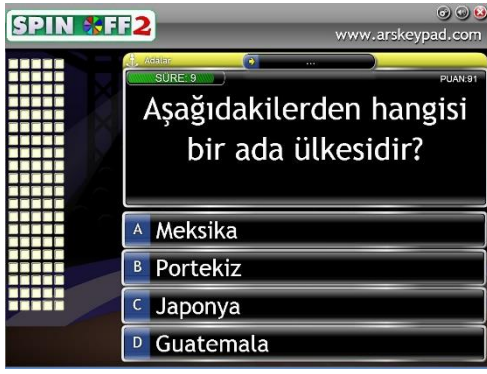 SPIN OFF2
www.arskeypad.com
Adalar
...
SÜRE: 9
PUAN:91
Aşağıdakilerden hangisi
bir ada ülkesidir?
A Meksika
B Portekiz
C Japonya
D Guatemala